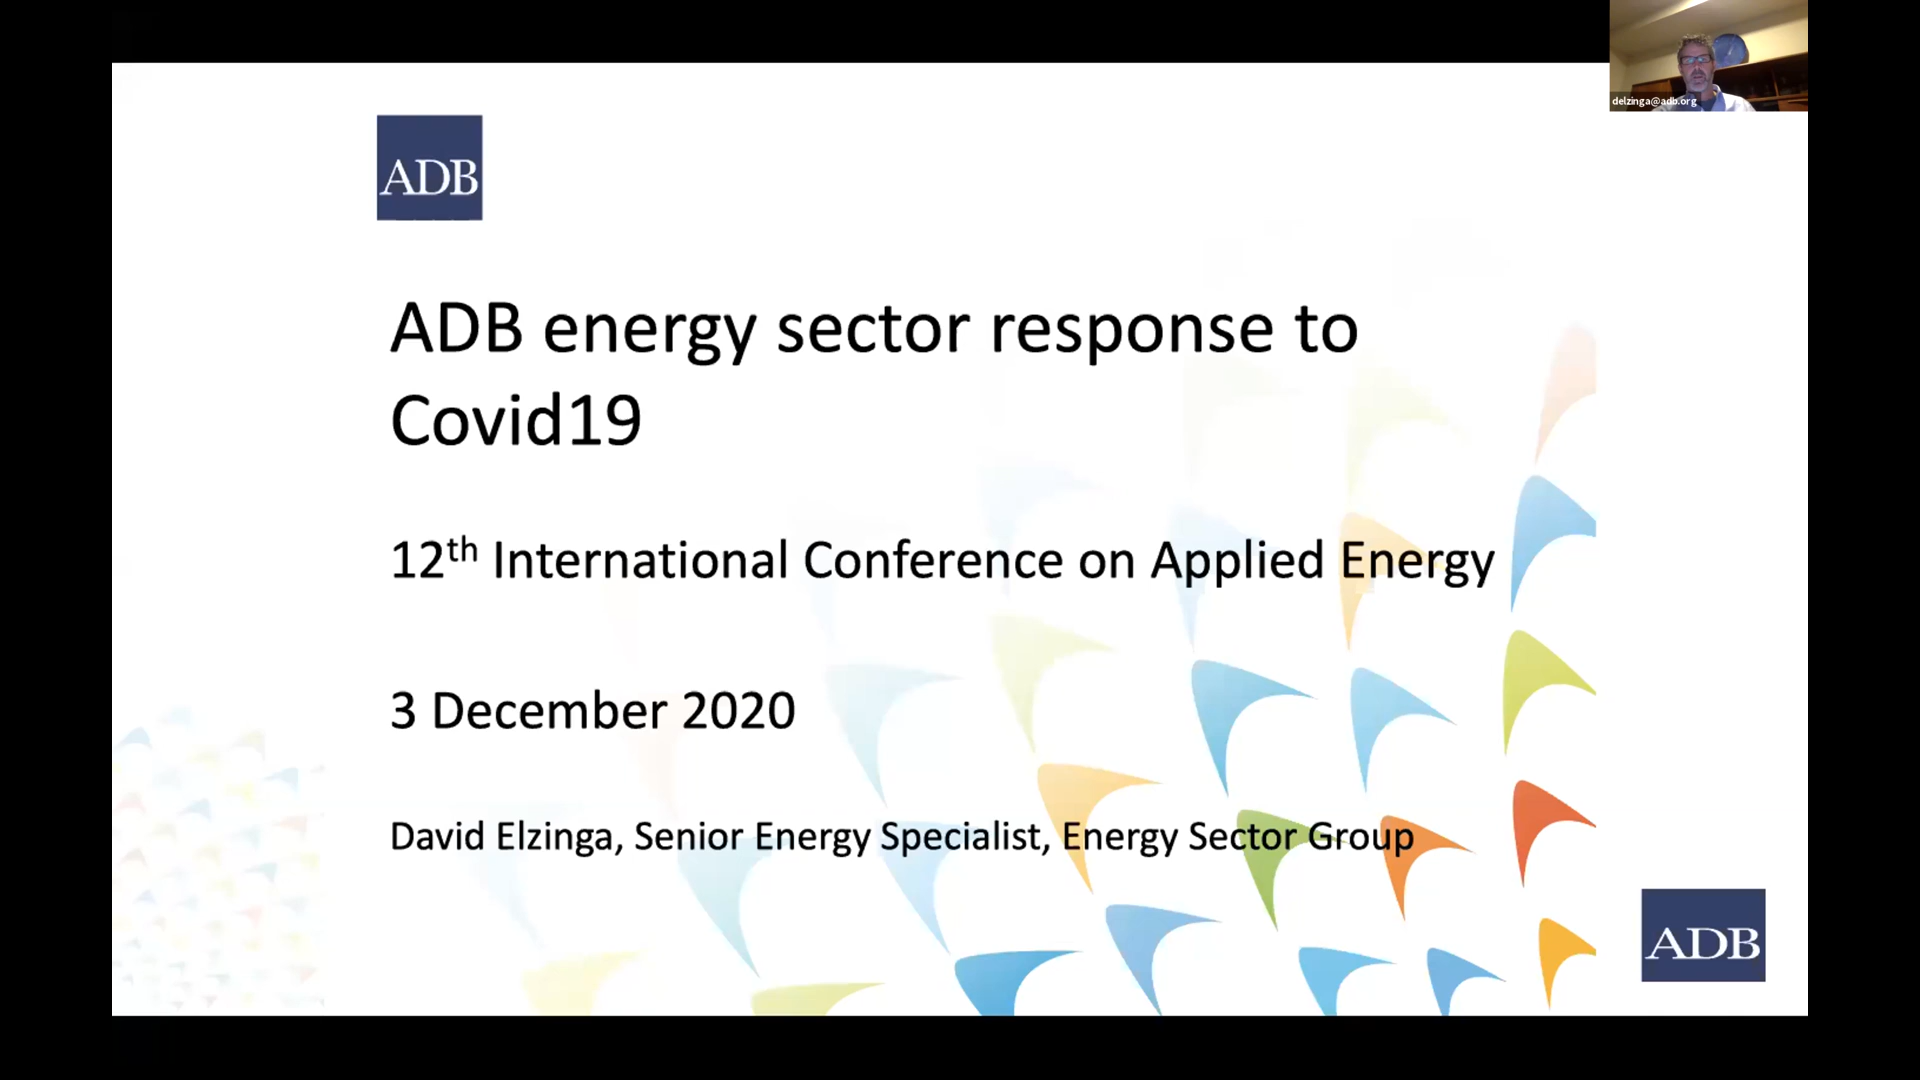 delzinga@adb.org
ADB
ADB energy sector response to
Covid19
12th International Conference on Applied Energy
3 December 2020
David Elzinga, Senior Energy Specialist, Energy Sector Group
ADB